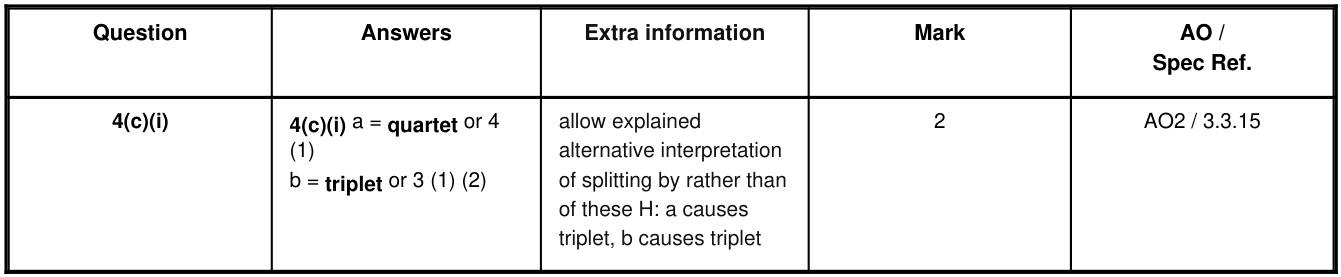 Question Answers Extra information Mark AO /
Spec Ref.
4(c)(i)
4(c)(i) a = quartet or 4
(1)
b = triplet or 3 (1) (2)
allow explained
alternative interpretation
of splitting by rather than
of these H: a causes
triplet, b causes triplet
2
AO2 / 3.3.15